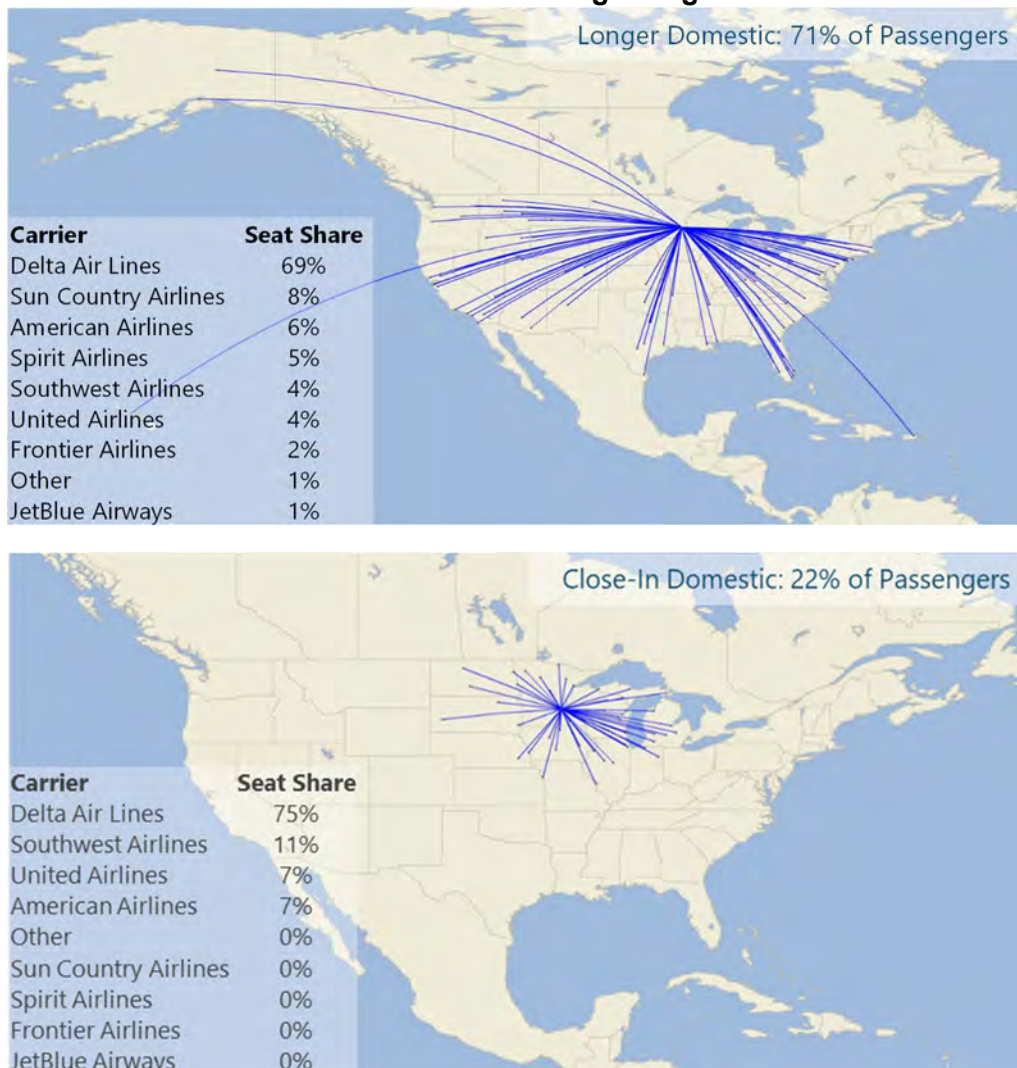 Longer Domestic: 71% of Passengers
Carrier Seat Share
Delta Air Lines 69%
Sun Country Airlines 8%
American Airlines 6%
Spirit Airlines 5%
Southwest Airlines 4%
United Airlines 4%
Frontier Airlines 2%
Other 1%
JetBlue Airways 1%
Close-In Domestic: 22% of Passengers
Carrier Seat Share
Delta Air Lines 75%
Southwest Airlines 11%
United Airlines 7%
American Airlines 7%
Other 0%
Sun Country Airlines 0%
Spirit Airlines 0%
Frontier Airlines 0%
JetBlue Airways 0%